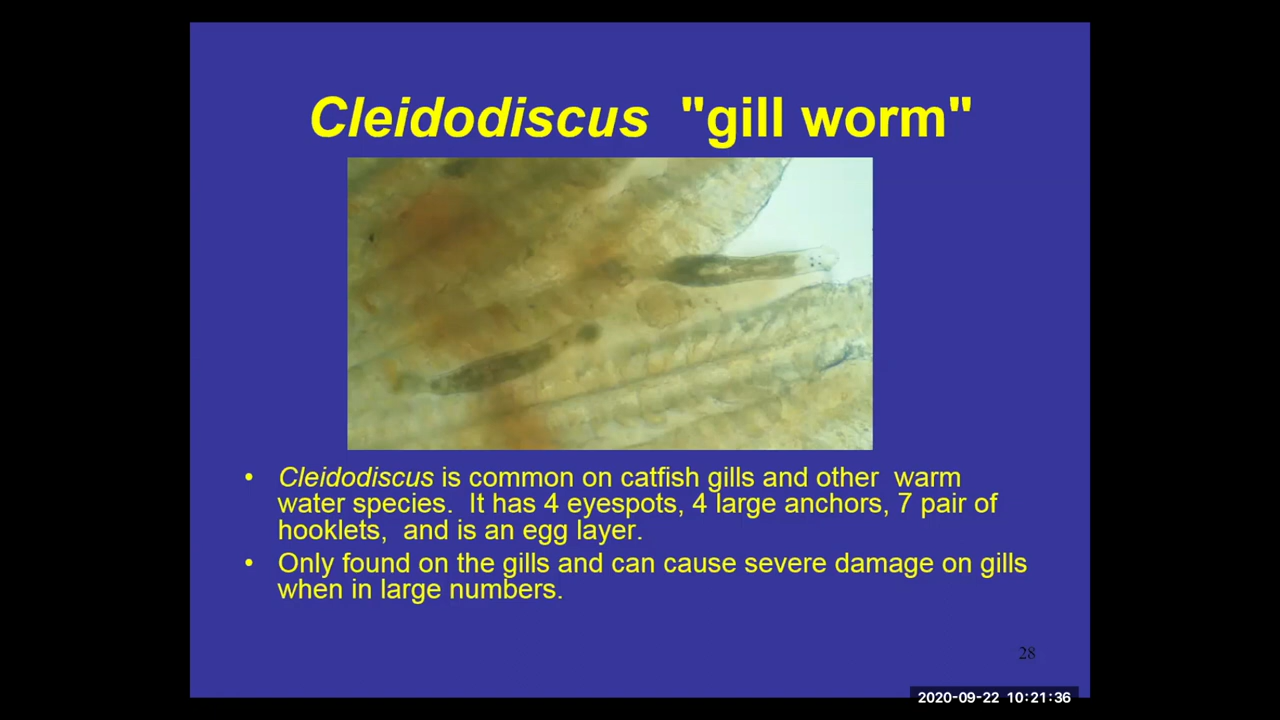 Cleidodiscus "gill worm"
• Cleidodiscus is common on catfish gills and other warm
water species. It has 4 eyespots, 4 large anchors, 7 pair of
hooklets, and is an egg layer.
• Only found on the gills and can cause severe damage on gills
when in large numbers.
28
2020-09-22 10:21:36